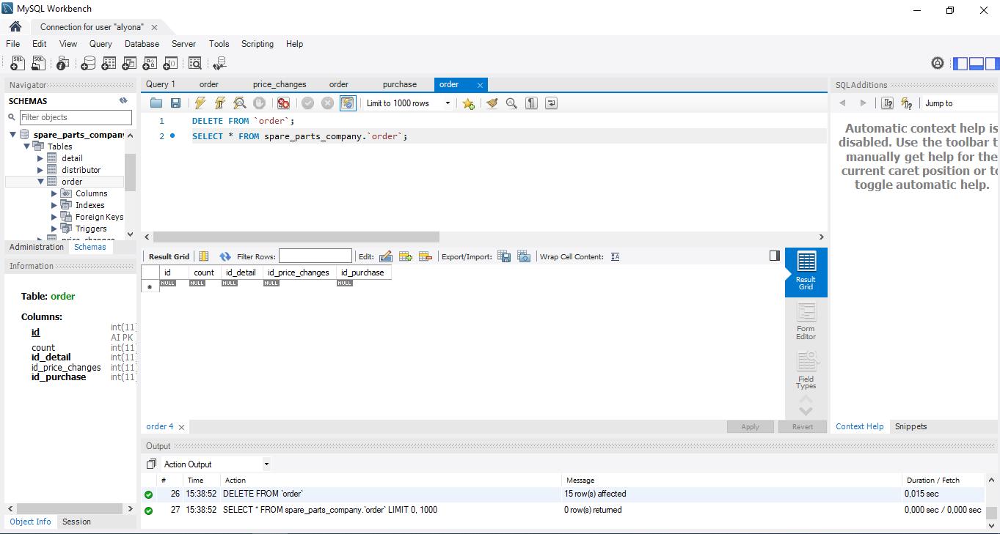 MySQL Workbench
Connection for user "alyona"
File Edit View Query Database Server Tools Scripting Help
Navigator
SCHEMAS
Filter objects
spare_parts_company
Tables
detail
distributor
order
Columns
Indexes
Foreign Keys
Triggers
price_changes
Administration Schemas
Information
Table: order
Columns:
id int(11)
AI PK
count int(11)
id_detail int(11)
id_price_changes int(11)
id_purchase int(11)
Object Info Session
Query 1 order price_changes order purchase order
Limit to 1000 rows
1 DELETE FROM `order`;
2 SELECT * FROM spare_parts_company.`order`;
Result Grid Filter Rows: Edit: Export/Import: Wrap Cell Content:
id count id_detail id_price_changes id_purchase
NULL NULL NULL NULL NULL
Result
Grid
Form
Editor
Field
Types
order 4 Apply Revert
Output
Action Output
# Time Action Message Duration / Fetch
26 15:38:52 DELETE FROM `order` 15 row(s) affected 0,015 sec
27 15:38:52 SELECT * FROM spare_parts_company.`order` LIMIT 0, 1000 0 row(s) returned 0,000 sec / 0,000 sec
SQLAdditions
Jump to
Automatic context help is
disabled. Use the toolbar t
manually get help for the
current caret position or to
toggle automatic help.
Context Help Snippets